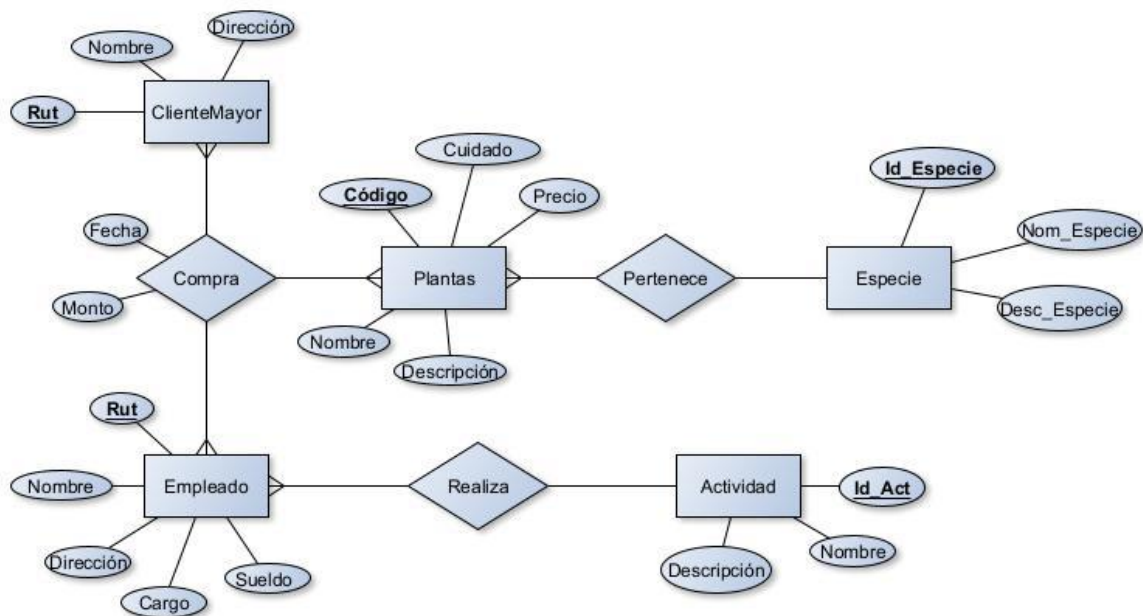 Dirección
Nombre
Rut
ClienteMayor
Cuidado
Código
Precio
Id_Especie
Fecha
Nom_Especie
Compra
Plantas
Pertenece
Especie
Monto
Desc_Especie
Nombre
Descripción
Rut
Nombre
Empleado
Realiza
Actividad
Id_Act
Dirección
Sueldo
Cargo
Descripción
Nombre